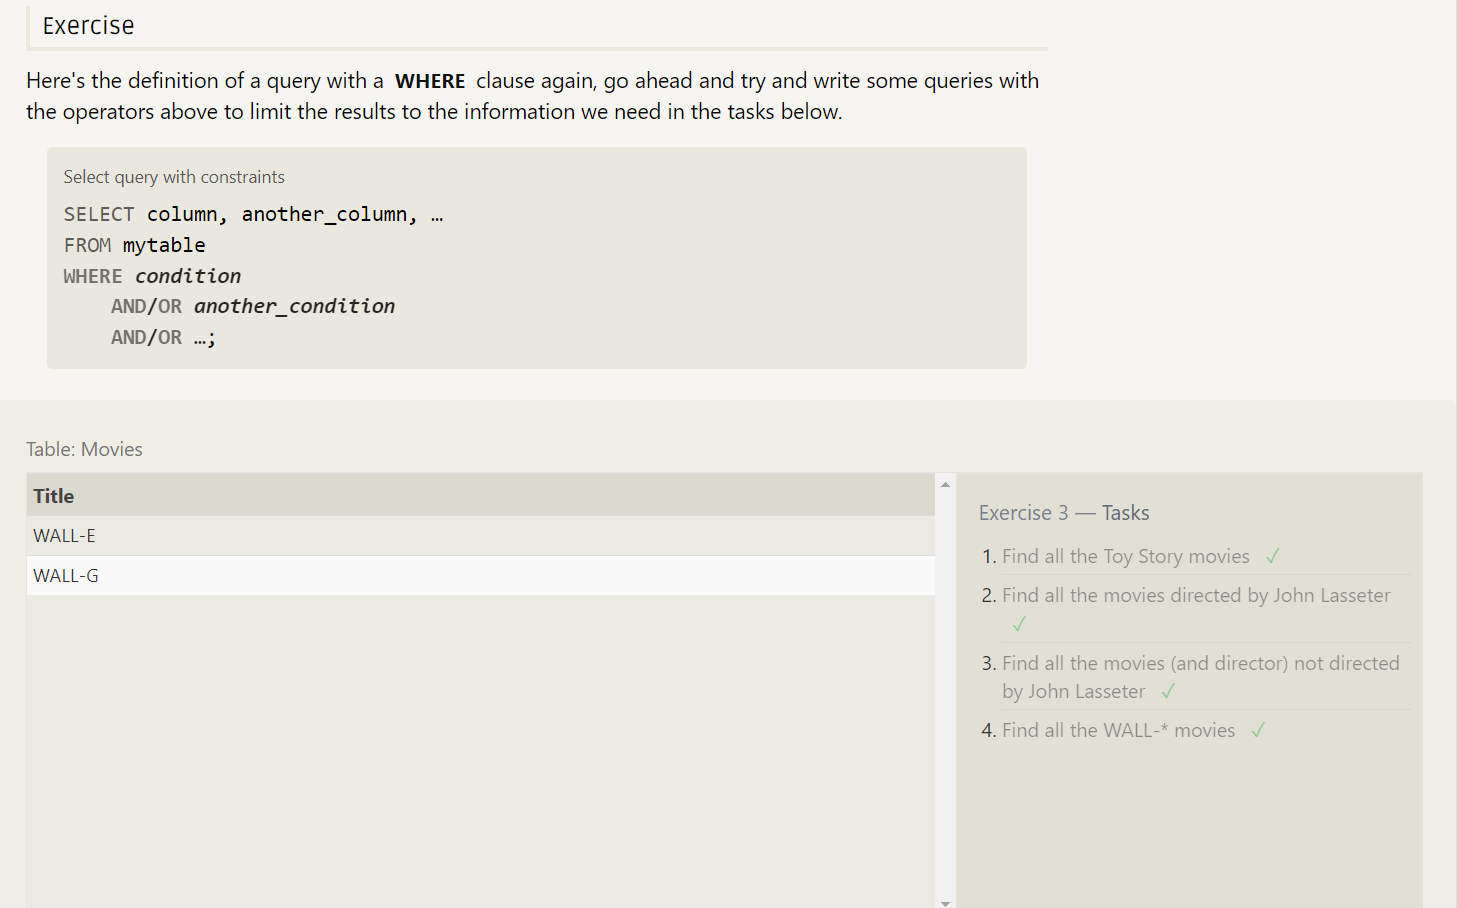 Exercise
Here's the definition of a query with a WHERE clause again, go ahead and try and write some queries with
the operators above to limit the results to the information we need in the tasks below.
Select query with constraints
SELECT column, another_column, …
FROM mytable
WHERE condition
AND/OR another_condition
AND/OR …;
Table: Movies
Title
WALL-E
WALL-G
Exercise 3 — Tasks
1. Find all the Toy Story movies ✓
2. Find all the movies directed by John Lasseter
✓
3. Find all the movies (and director) not directed
by John Lasseter ✓
4. Find all the WALL-* movies ✓